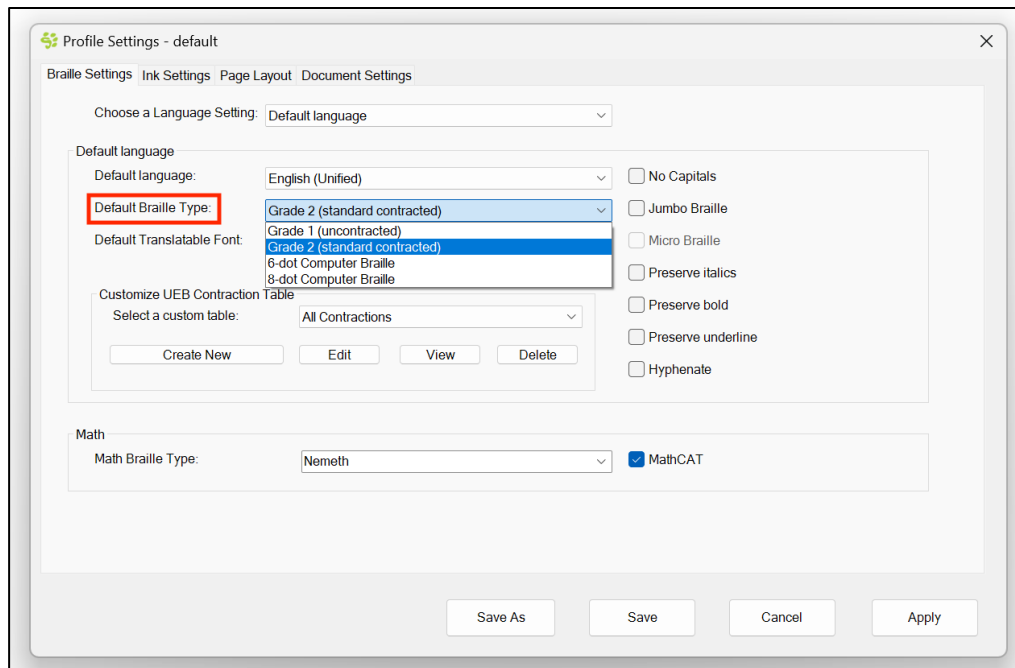 Profile Settings - default
Braille Settings Ink Settings Page Layout Document Settings
Choose a Language Setting: Default language
Default language
Default language: English (Unified) No Capitals
Default Braille Type: Grade 2 (standard contracted) Jumbo Braille
Grade 1 (uncontracted)
Default Translatable Font: Grade 2 (standard contracted) Micro Braille
6-dot Computer Braille
8-dot Computer Braille Preserve italics
Customize UEB Contraction Table
Select a custom table: All Contractions Preserve bold
Preserve underline
Create New Edit View Delete
Hyphenate
Math
Math Braille Type: Nemeth MathCAT
Save As Save Cancel Apply